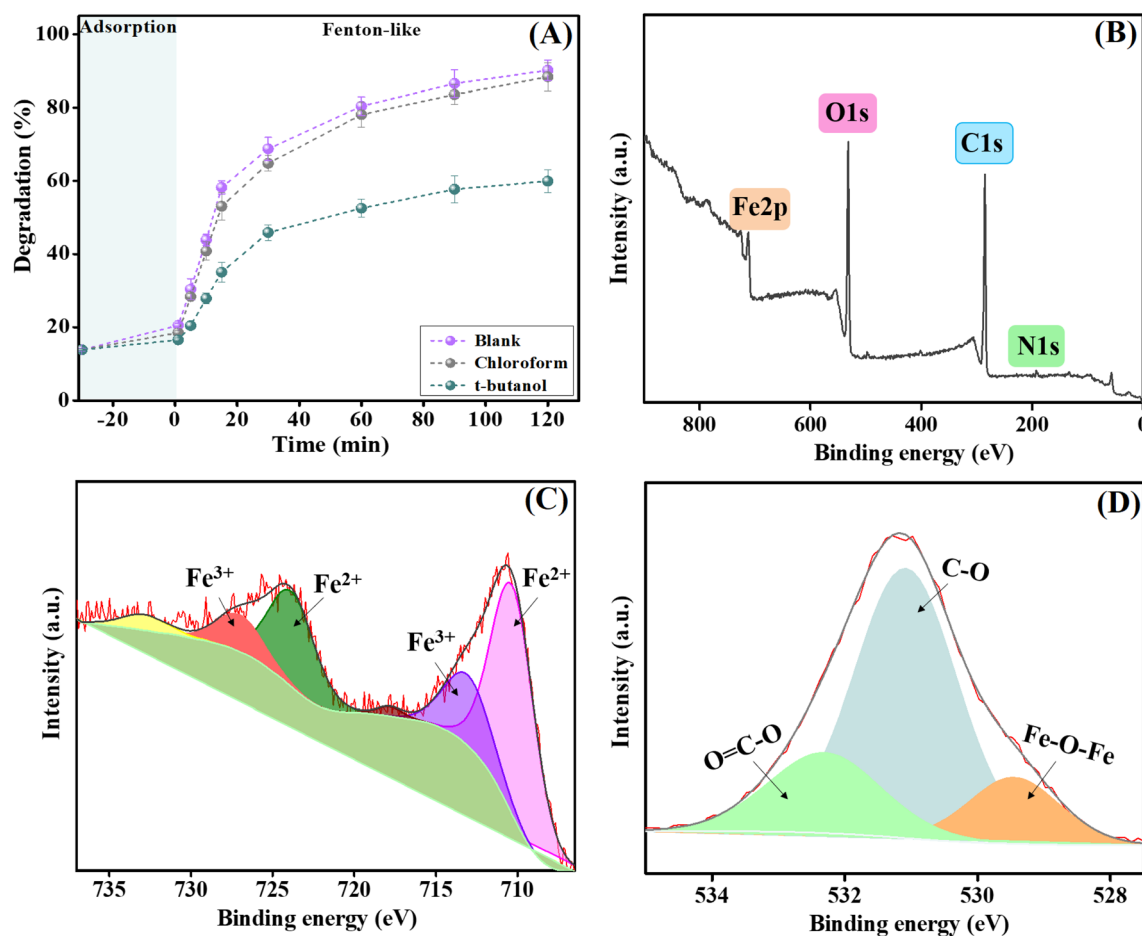 Adsorption
Fenton-like
(A)
100
80
60
40
20
0
Degradation (%)
Blank
Chloroform
t-butanol
-20 0 20 40 60 80 100 120
Time (min)
(B)
O1s
C1s
Fe2p
N1s
Intensity (a.u.)
800 600 400 200 0
Binding energy (eV)
(C)
Fe3+
Fe2+
Fe3+
Fe2+
Intensity (a.u.)
735 730 725 720 715 710
Binding energy (eV)
(D)
C-O
O=C-O
Fe-O-Fe
Intensity (a.u.)
534 532 530 528
Binding energy (eV)